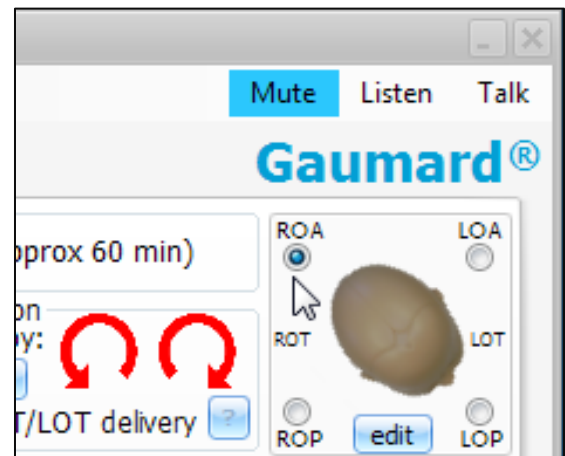 Mute Listen Talk
Gaumard®
pprox 60 min)
ROA LOA
on
y:
ROT LOT
T/LOT delivery ?
ROP edit LOP